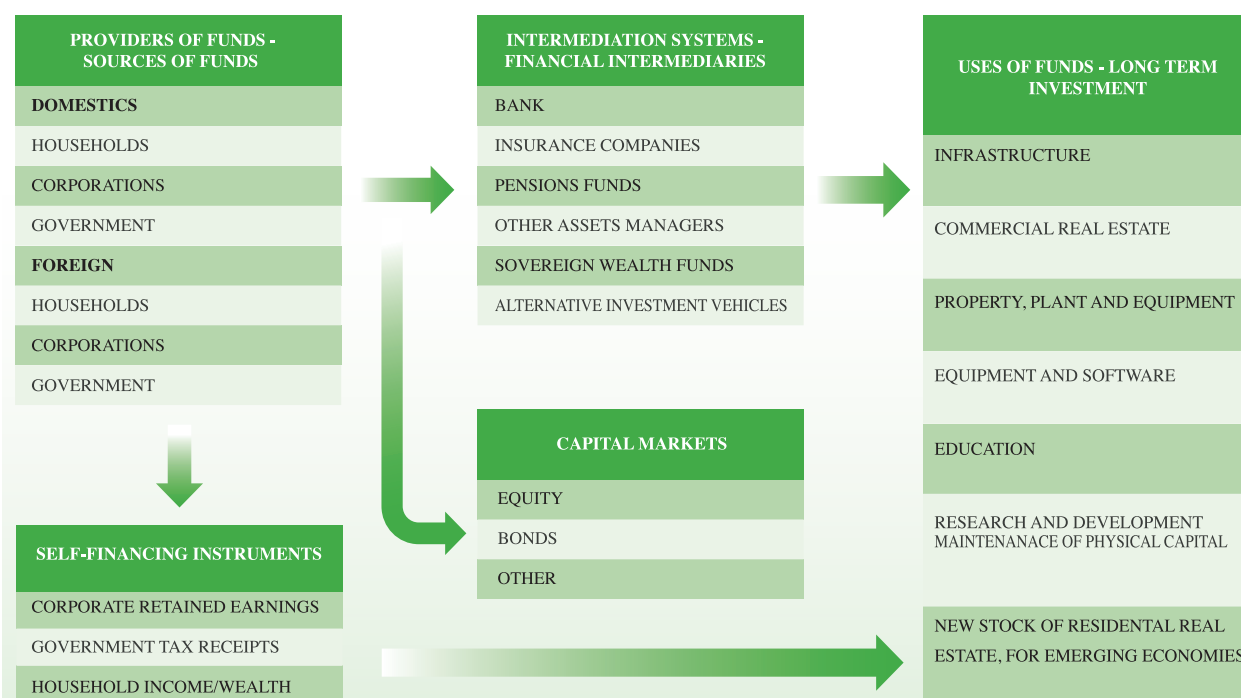 PROVIDERS OF FUNDS -
SOURCES OF FUNDS
DOMESTICS
HOUSEHOLDS
CORPORATIONS
GOVERNMENT
FOREIGN
HOUSEHOLDS
CORPORATIONS
GOVERNMENT
SELF-FINANCING INSTRUMENTS
CORPORATE RETAINED EARNINGS
GOVERNMENT TAX RECEIPTS
HOUSEHOLD INCOME/WEALTH
INTERMEDIATION SYSTEMS -
FINANCIAL INTERMEDIARIES
BANK
INSURANCE COMPANIES
PENSIONS FUNDS
OTHER ASSETS MANAGERS
SOVEREIGN WEALTH FUNDS
ALTERNATIVE INVESTMENT VEHICLES
CAPITAL MARKETS
EQUITY
BONDS
OTHER
USES OF FUNDS - LONG TERM
INVESTMENT
INFRASTRUCTURE
COMMERCIAL REAL ESTATE
PROPERTY, PLANT AND EQUIPMENT
EQUIPMENT AND SOFTWARE
EDUCATION
RESEARCH AND DEVELOPMENT
MAINTENANACE OF PHYSICAL CAPITAL
NEW STOCK OF RESIDENTAL REAL
ESTATE, FOR EMERGING ECONOMIES